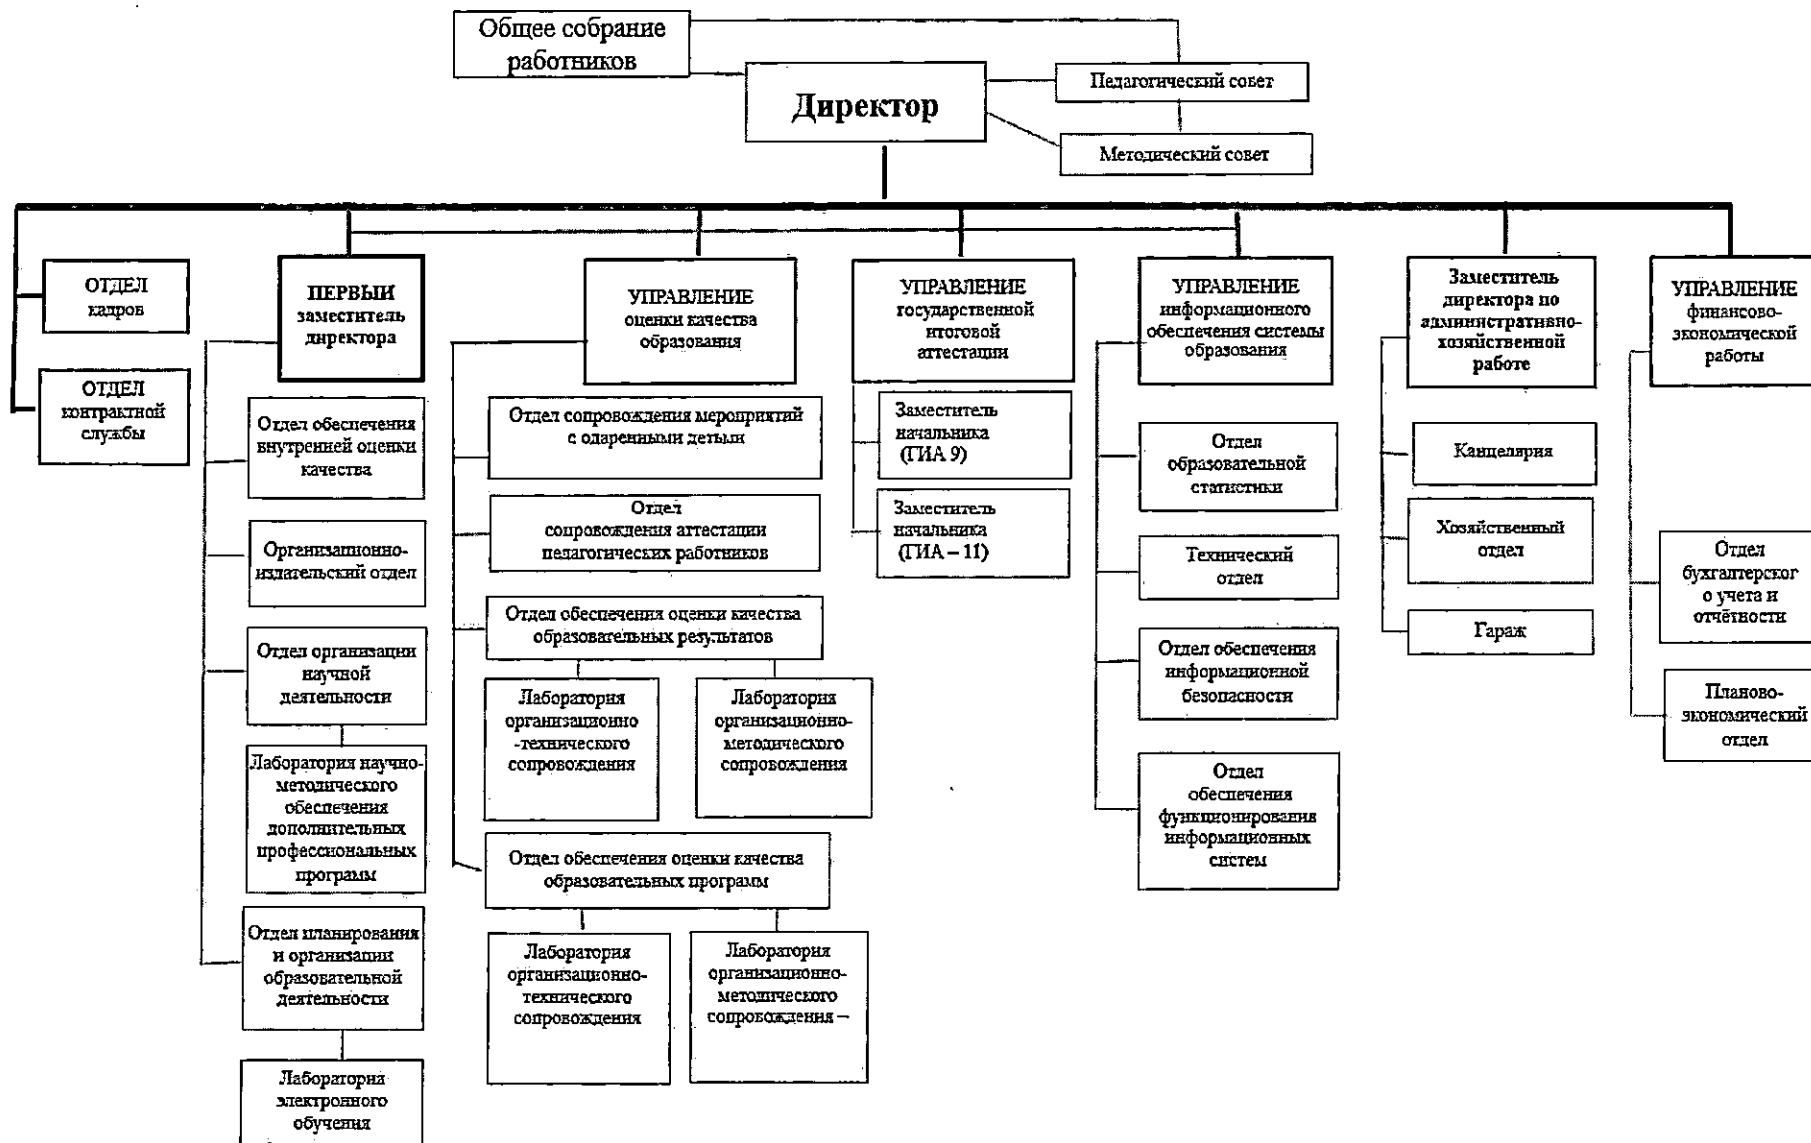 Общее собрание
работников
Директор
Педагогический совет
Методический совет
ОТДЕЛ
кадров
ОТДЕЛ
контрактной
службы
ПЕРВЫЙ
заместитель
директора
Отдел обеспечения
внутренней оценки
качества
Организационно-
издательский отдел
Отдел организации
научной
деятельности
Лаборатория научно-
методического
обеспечения
дополнительных
профессиональных
программ
Отдел планирования
и организации
образовательной
деятельности
Лаборатория
электронного
обучения
УПРАВЛЕНИЕ
оценки качества
образования
Отдел сопровождения мероприятий
с одаренными детьми
Отдел
сопровождения аттестации
педагогических работников
Отдел обеспечения оценки качества
образовательных результатов
Лаборатория
организационно
-технического
сопровождения
Лаборатория
организационно-
методического
сопровождения
Отдел обеспечения оценки качества
образовательных программ
Лаборатория
организационно-
технического
сопровождения
Лаборатория
организационно-
методического
сопровождения –
УПРАВЛЕНИЕ
государственной
итоговой
аттестации
Заместитель
начальника
(ГИА 9)
Заместитель
начальника
(ГИА – 11)
УПРАВЛЕНИЕ
информационного
обеспечения системы
образования
Отдел
образовательной
статистики
Технический
отдел
Отдел обеспечения
информационной
безопасности
Отдел
обеспечения
функционирования
информационных
систем
Заместитель
директора по
административно-
хозяйственной
работе
Канцелярия
Хозяйственный
отдел
Гараж
УПРАВЛЕНИЕ
финансово-
экономической
работы
Отдел
бухгалтерског
о учета и
отчётности
Планово-
экономический
отдел